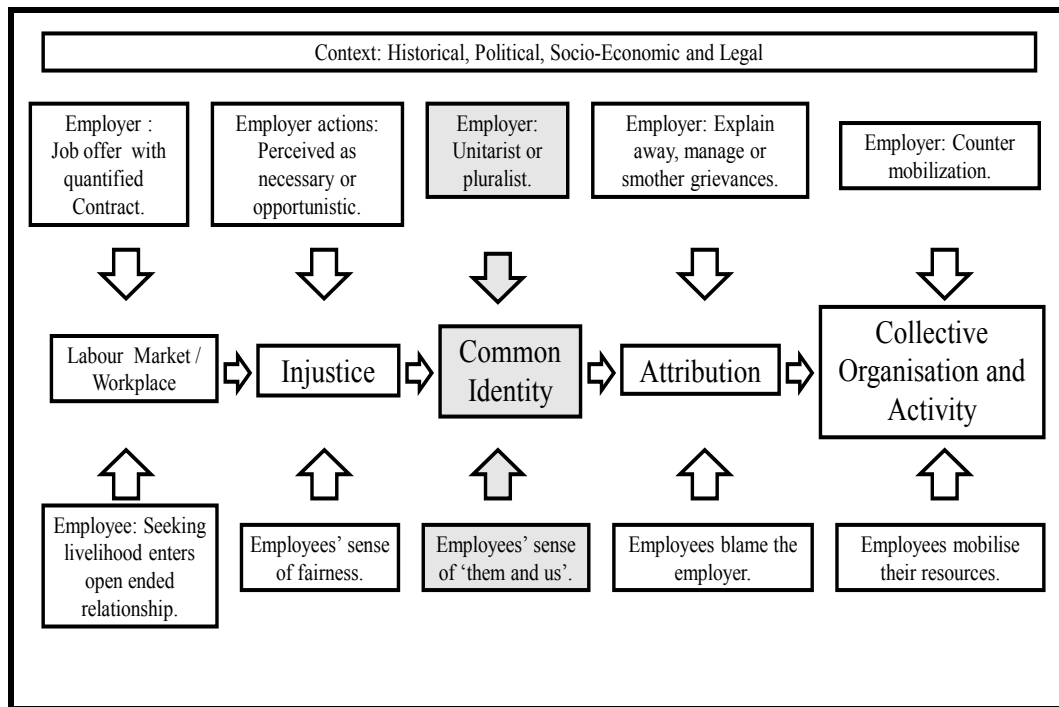 Context: Historical, Political, Socio-Economic and Legal
Employer :
Job offer with
quantified
Contract.
Employer actions:
Perceived as
necessary or
opportunistic.
Employer:
Unitarist or
pluralist.
Employer: Explain
away, manage or
smother grievances.
Employer: Counter
mobilization.
Labour Market /
Workplace
Injustice
Common
Identity
Attribution
Collective
Organisation and
Activity
Employee: Seeking
livelihood enters
open ended
relationship.
Employees’ sense
of fairness.
Employees’ sense
of ‘them and us’.
Employees blame the
employer.
Employees mobilise
their resources.